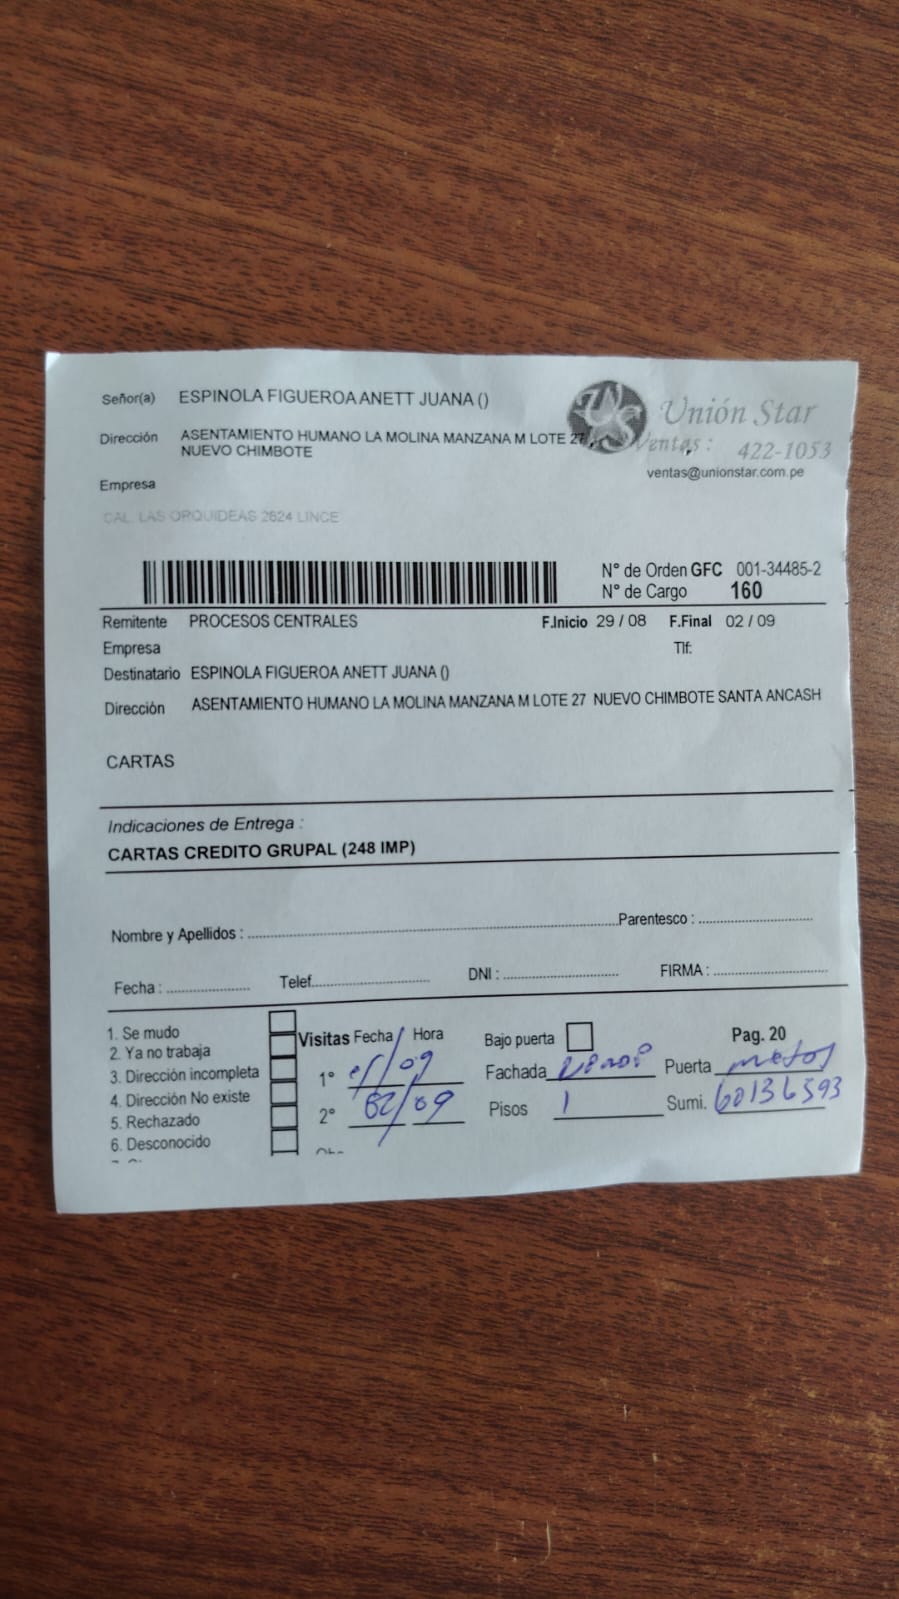 Señor(a) ESPINOLA FIGUEROA ANETT JUANA ()
Unión Star
Dirección ASENTAMIENTO HUMANO LA MOLINA MANZANA M LOTE 27
NUEVO CHIMBOTE
Ventas: 422-1053
ventas@unionstar.com.pe
Empresa
CAL. LAS ORQUIDEAS 2624 LINCE
N° de Orden GFC 001-34485-2
N° de Cargo 160
Remitente PROCESOS CENTRALES F.Inicio 29 / 08 F.Final 02 / 09
Empresa Tlf:
Destinatario ESPINOLA FIGUEROA ANETT JUANA ()
Dirección ASENTAMIENTO HUMANO LA MOLINA MANZANA M LOTE 27 NUEVO CHIMBOTE SANTA ANCASH
CARTAS
Indicaciones de Entrega :
CARTAS CREDITO GRUPAL (248 IMP)
Nombre y Apellidos : Parentesco :
Fecha : Telef. DNI : FIRMA :
1. Se mudo Visitas Fecha Hora Bajo puerta Pag. 20
2. Ya no trabaja
3. Dirección incompleta 1° /09 Fachada Puerta
4. Dirección No existe
5. Rechazado 2° 02/09 Pisos 1 Sumi. 60136593
6. Desconocido